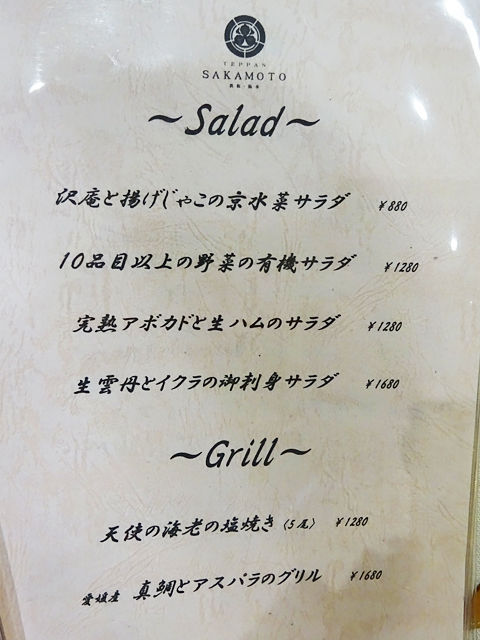 TEPPAN
SAKAMOTO
~Salad~
沢庵と揚げじゃこの京水菜サラダ ¥880
10品目以上の野菜の有機サラダ ¥1280
完熟アボカドと生ハムのサラダ ¥1280
生雲丹とイクラの御刺身サラダ ¥1680
~Grill~
天使の海老の塩焼き〈5尾〉 ¥1280
愛媛産 真鯛とアスパラのグリル ¥1680